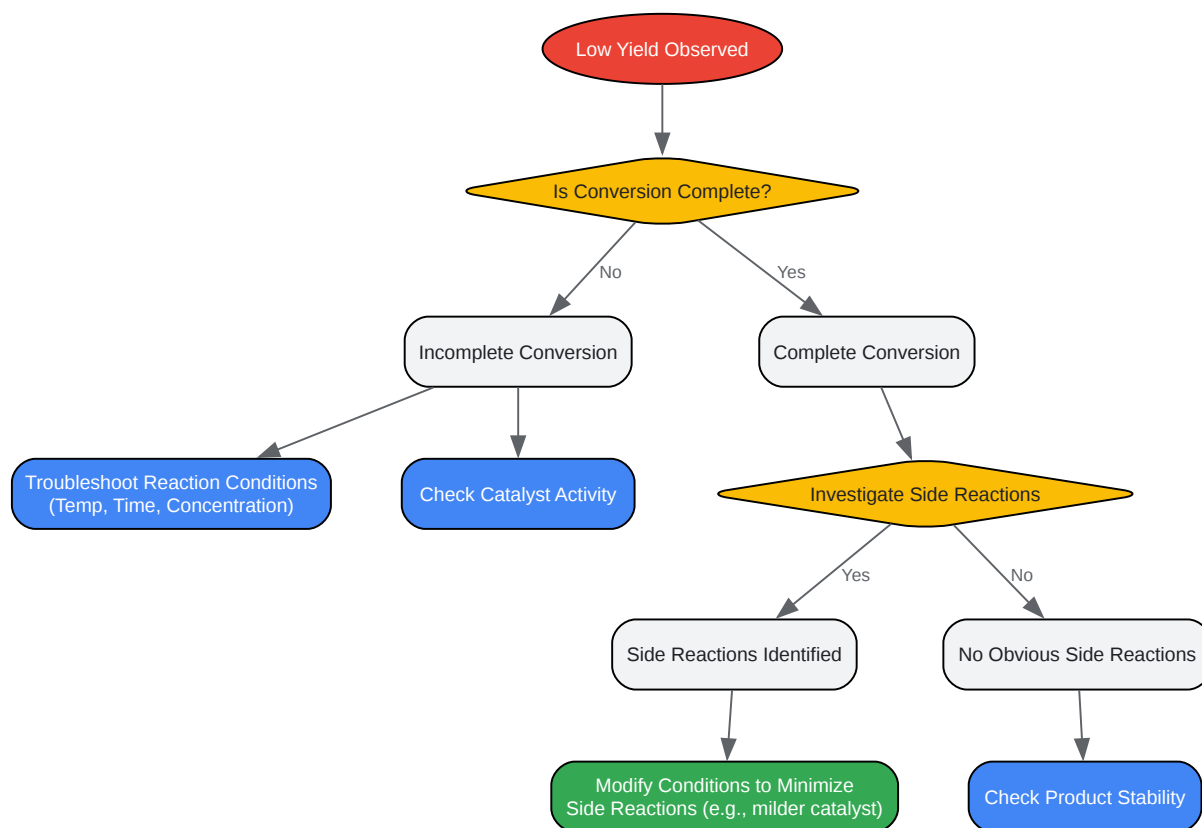 Low Yield Observed
Is Conversion Complete?
No
Yes
Incomplete Conversion
Complete Conversion
Troubleshoot Reaction Conditions
(Temp, Time, Concentration)
Check Catalyst Activity
Investigate Side Reactions
Yes
No
Side Reactions Identified
No Obvious Side Reactions
Modify Conditions to Minimize
Side Reactions (e.g., milder catalyst)
Check Product Stability